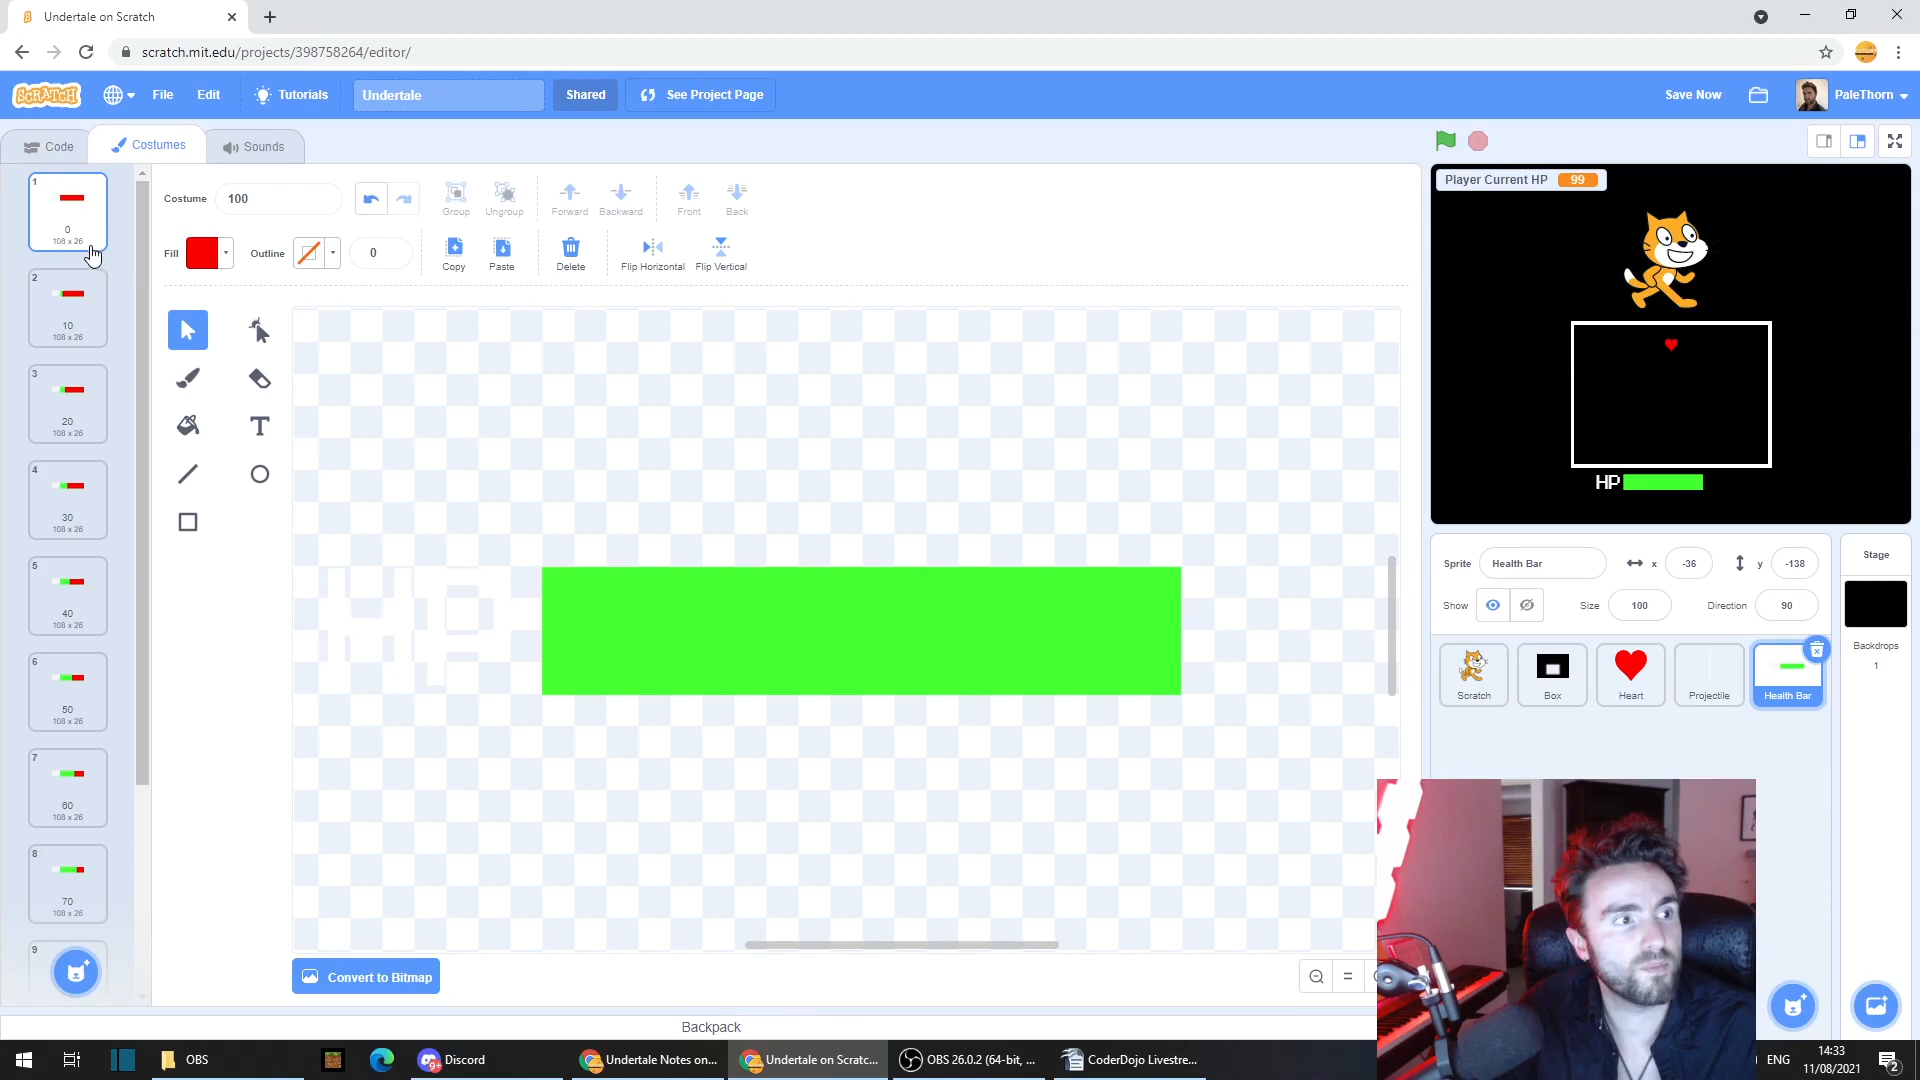 Undertale on Scratch
scratch.mit.edu/projects/398758264/editor/
SCRATCH
File
Edit
Tutorials
Undertale
Shared
See Project Page
Save Now
PaleThorn
Code
Costumes
Sounds
1
0
108 x 26
2
10
108 x 26
3
20
108 x 26
4
30
108 x 26
5
40
108 x 26
6
50
108 x 26
7
60
108 x 26
8
70
108 x 26
9
Costume
100
Group
Ungroup
Forward
Backward
Front
Back
Fill
Outline
0
Copy
Paste
Delete
Flip Horizontal
Flip Vertical
HP
Convert to Bitmap
Backpack
Player Current HP 99
HP
Sprite
Health Bar
x
-36
y
-138
Show
Size
100
Direction
90
Scratch
Box
Heart
Projectile
Health Bar
Stage
Backdrops
1
OBS
9+
Discord
Undertale Notes on...
Undertale on Scratc...
OBS 26.0.2 (64-bit, ...
CoderDojo Livestre...
ENG
14:33
11/08/2021
2